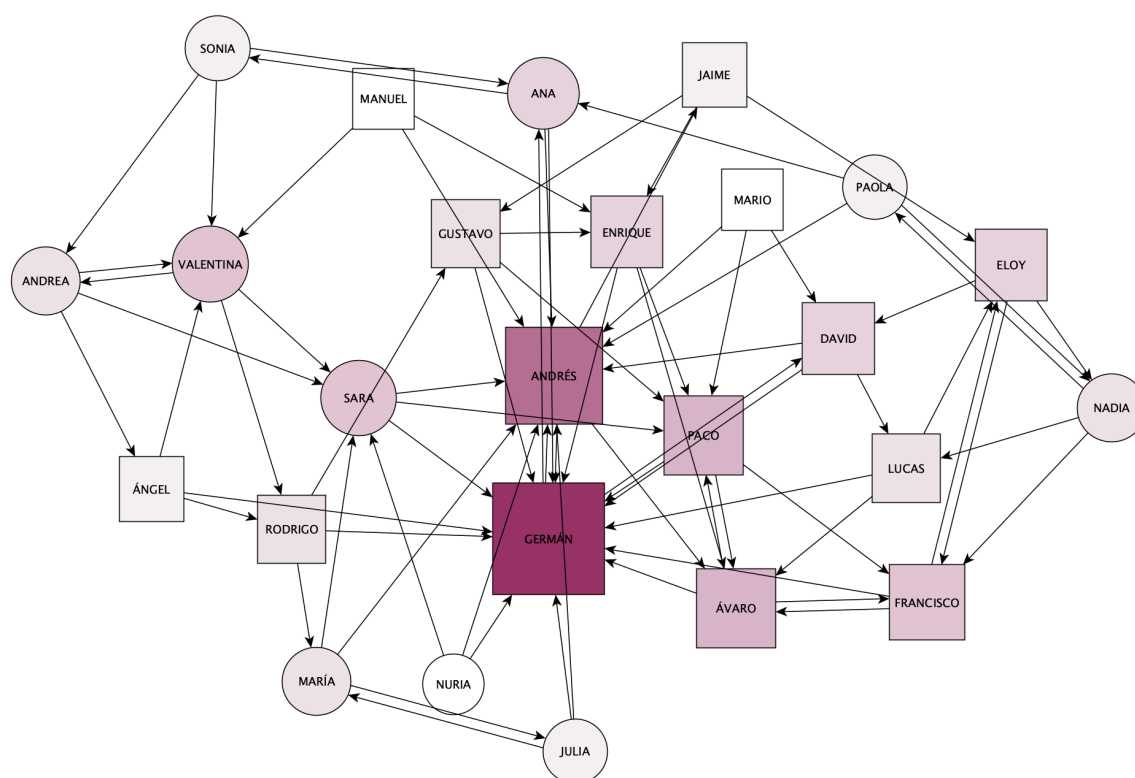 SONIA
JAIME
ANA
MANUEL
PAOLA
MARIO
GUSTAVO
ENRIQUE
VALENTINA
ELOY
ANDREA
DAVID
ANDRÉS
SARA
NADIA
PACO
LUCAS
ÁNGEL
RODRIGO
GERMÁN
FRANCISCO
ÁVARO
MARÍA
NURIA
JULIA